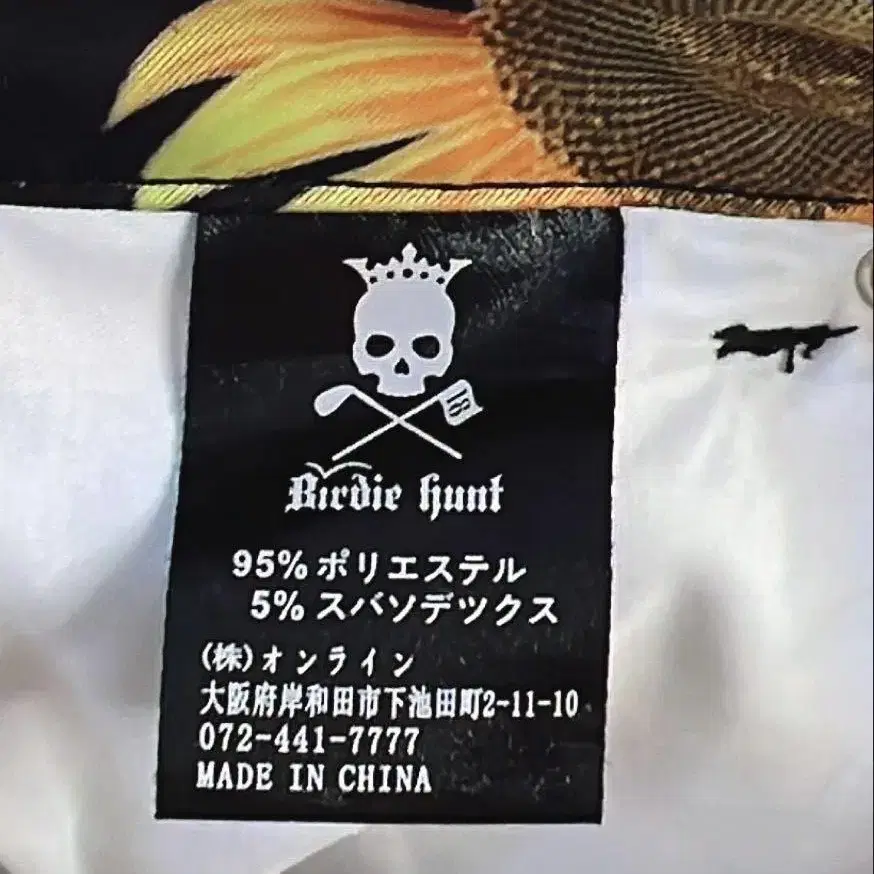 18
Birdie hunt
95% ポリエステル
5% スバソデツクス
(株)オンライン
大阪府岸和田市下池田町2-11-10
072-441-7777
MADE IN CHINA